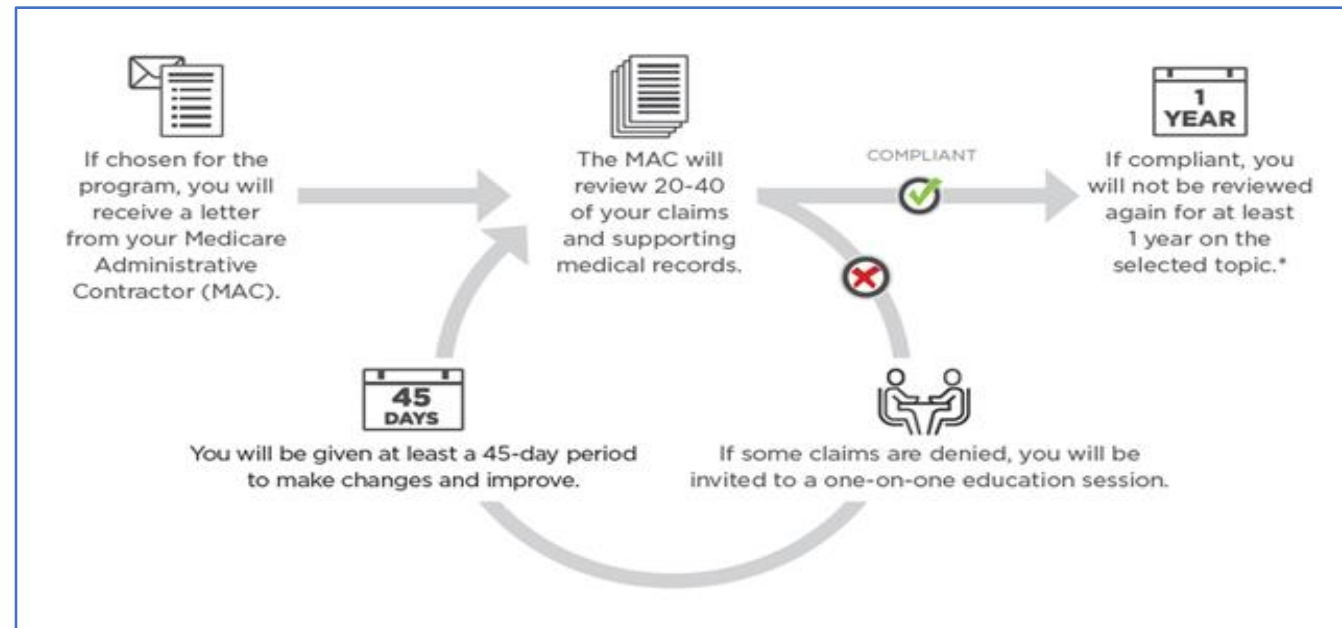 If chosen for the
program, you will
receive a letter
from your Medicare
Administrative
Contractor (MAC).
The MAC will
review 20-40
of your claims
and supporting
medical records.
COMPLIANT
1
YEAR
If compliant, you
will not be reviewed
again for at least
1 year on the
selected topic.*
45
DAYS
You will be given at least a 45-day period
to make changes and improve.
If some claims are denied, you will be
invited to a one-on-one education session.